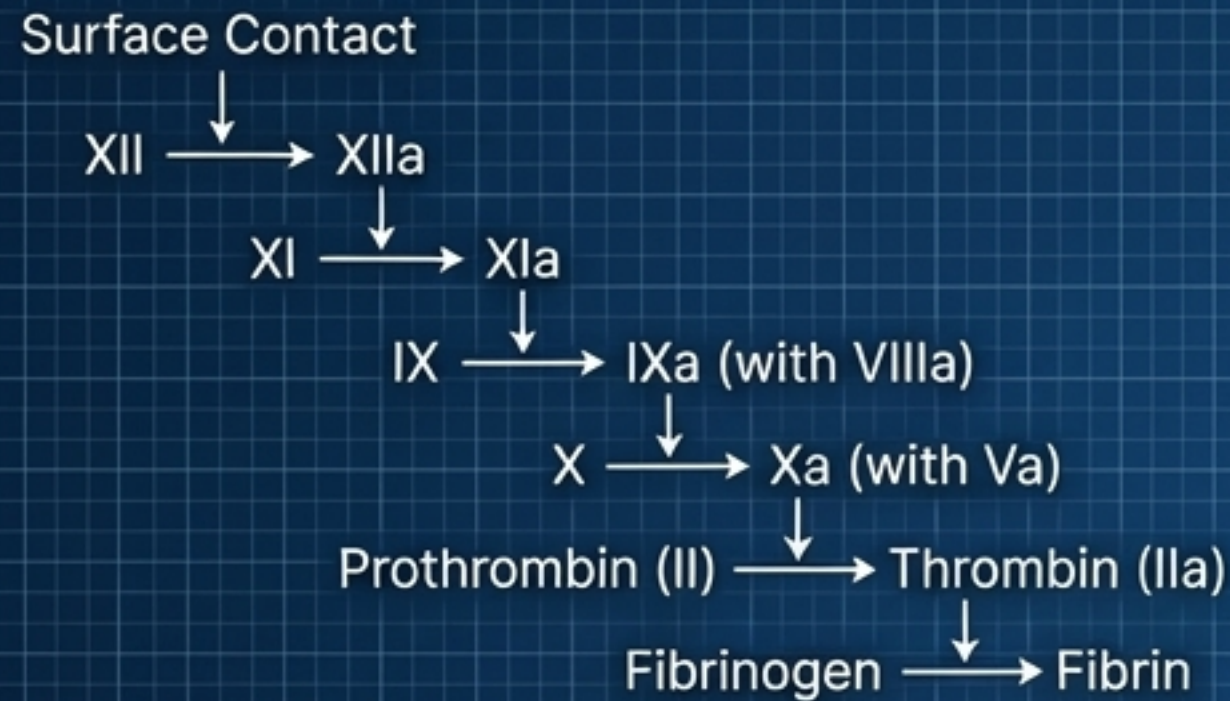 Surface Contact
XII XIIa
XI XIa
IX IXa (with VIIIa)
X Xa (with Va)
Prothrombin (II) Thrombin (IIa)
Fibrinogen Fibrin